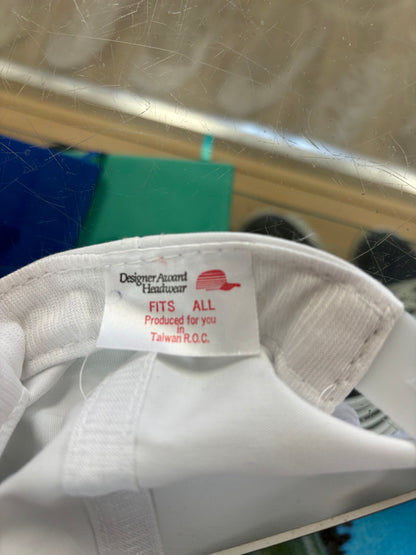 Designer Award
Headwear
FITS ALL
Produced for you
in
Taiwan R.O.C.